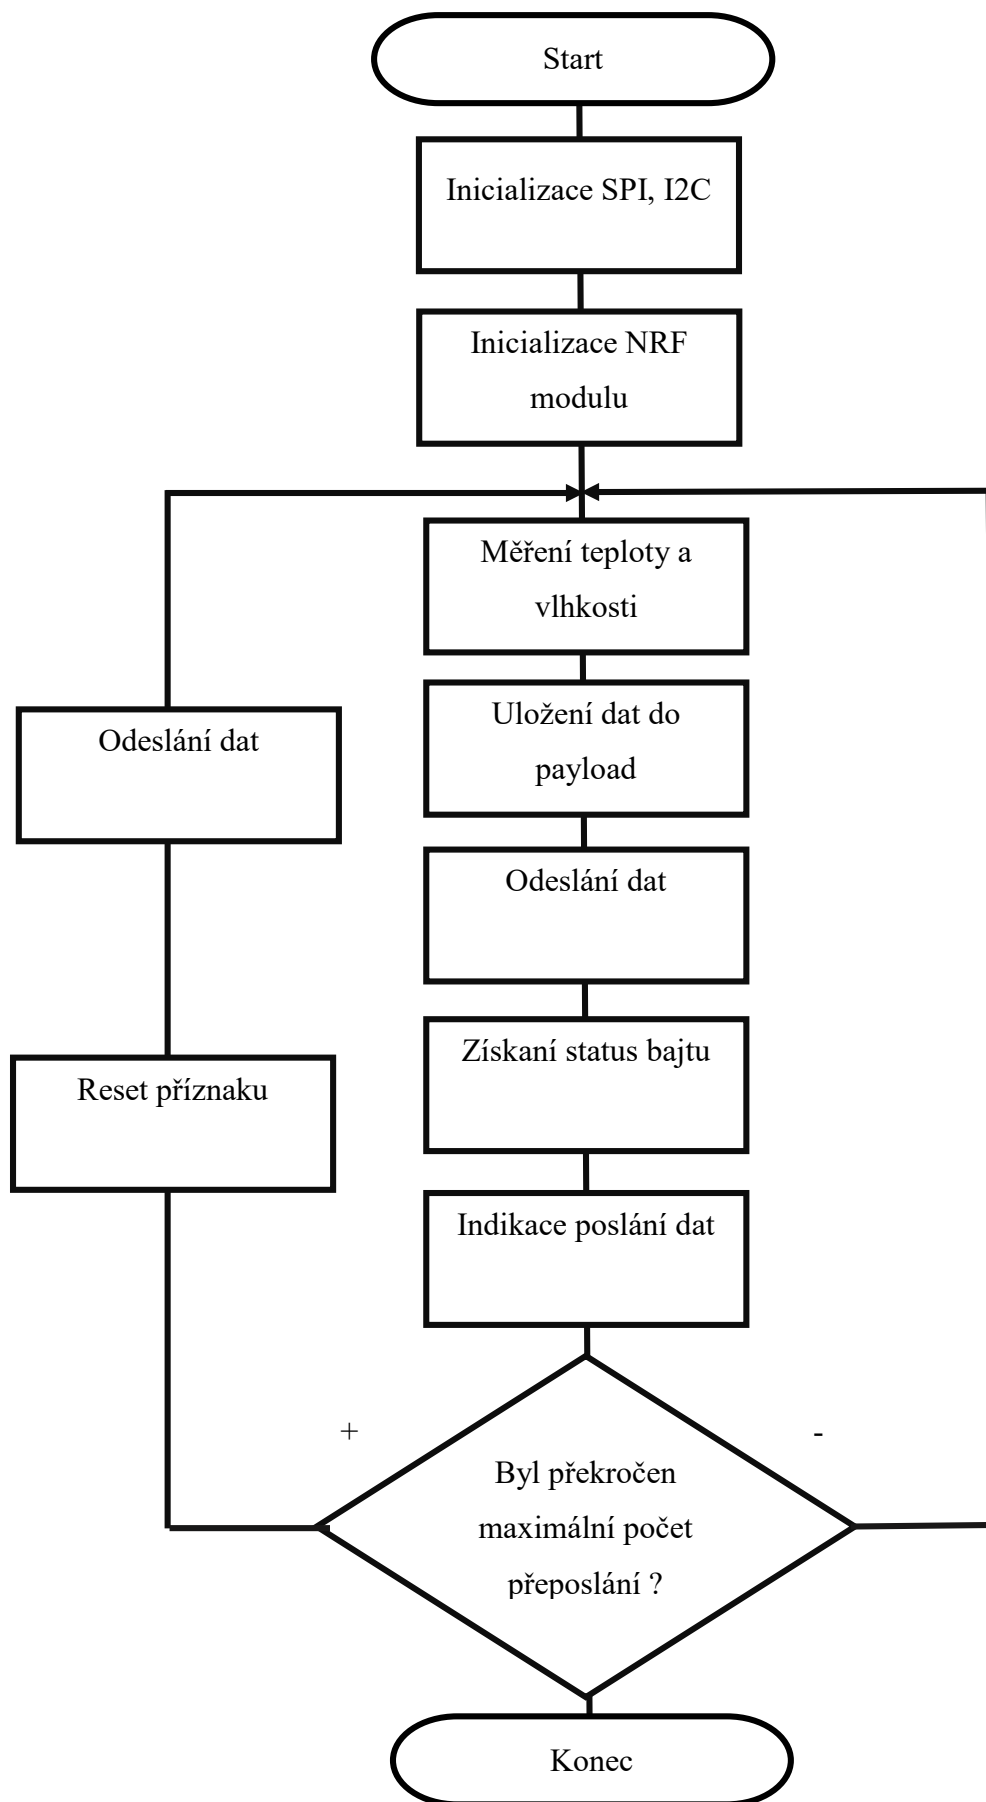 Start
Inicializace SPI, I2C
Inicializace NRF
modulu
Měření teploty a
vlhkosti
Uložení dat do
payload
Odeslání dat
Odeslání dat
Získaní status bajtu
Reset příznaku
Indikace poslání dat
+
-
Byl překročen
maximální počet
přeposlání ?
Konec